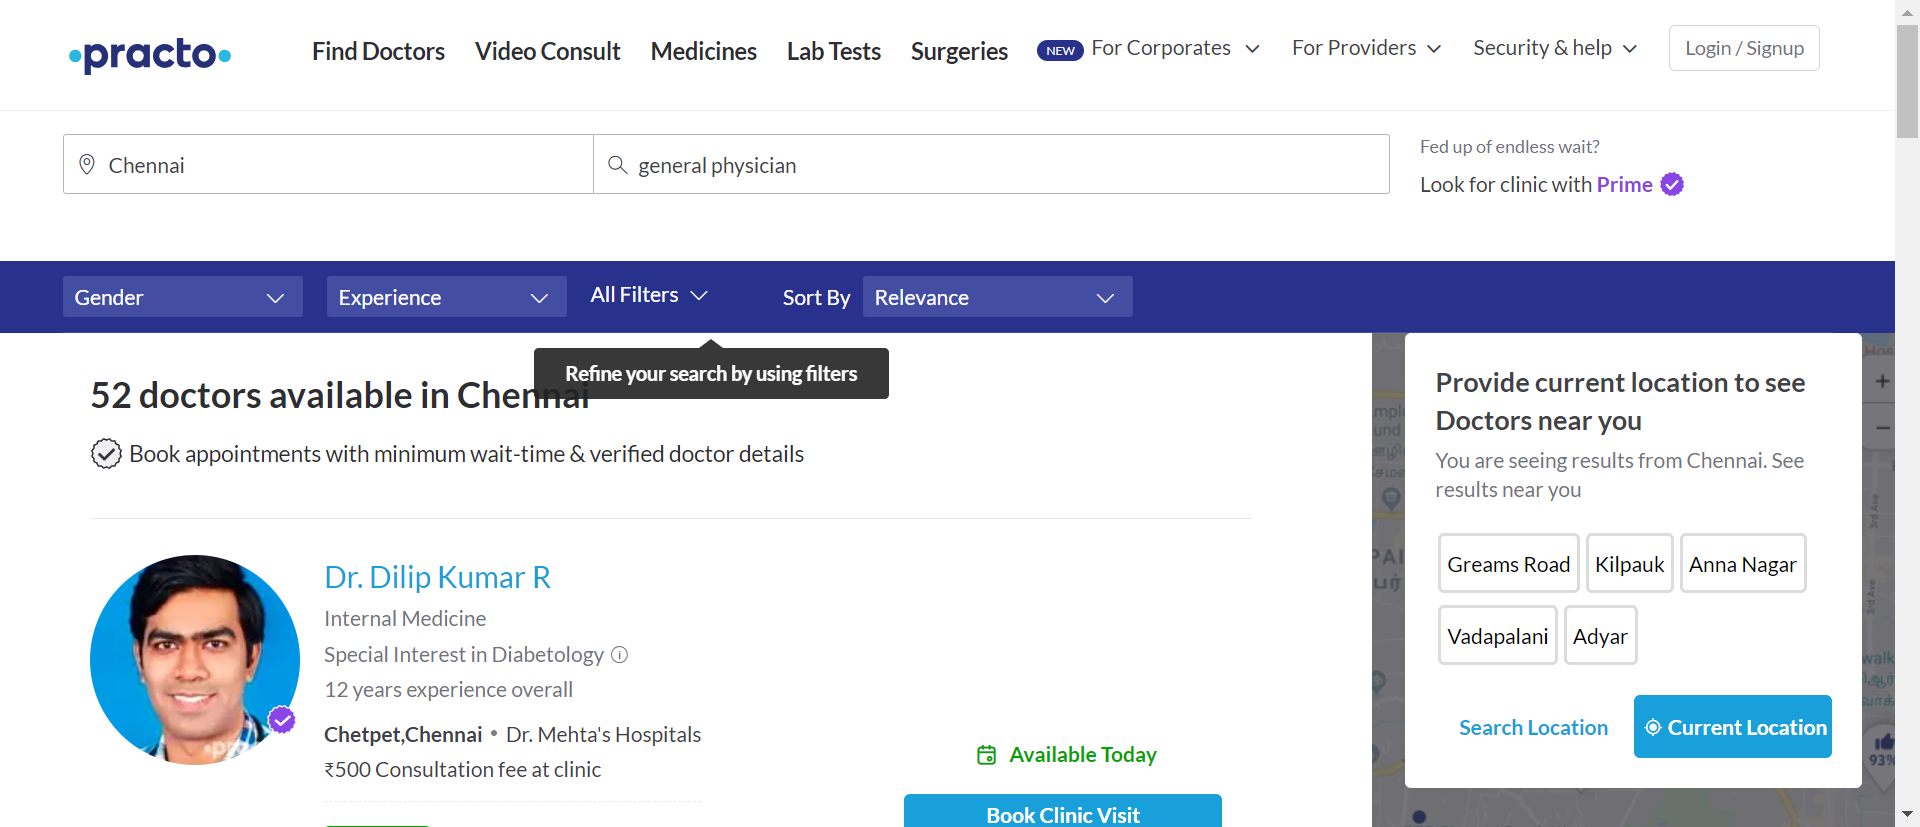 practo
Find Doctors
Video Consult
Medicines
Lab Tests
Surgeries
NEW
For Corporates
For Providers
Security & help
Login / Signup
Chennai
general physician
Fed up of endless wait?
Look for clinic with Prime
Gender
Experience
All Filters
Sort By
Relevance
Refine your search by using filters
52 doctors available in Chennai
Book appointments with minimum wait-time & verified doctor details
Dr. Dilip Kumar R
Internal Medicine
Special Interest in Diabetology
12 years experience overall
Chetpet,Chennai • Dr. Mehta's Hospitals
₹500 Consultation fee at clinic
Available Today
Book Clinic Visit
Provide current location to see
Doctors near you
You are seeing results from Chennai. See
results near you
Greams Road
Kilpauk
Anna Nagar
Vadapalani
Adyar
Search Location
Current Location
3rd Ave
3rd Ave
93%